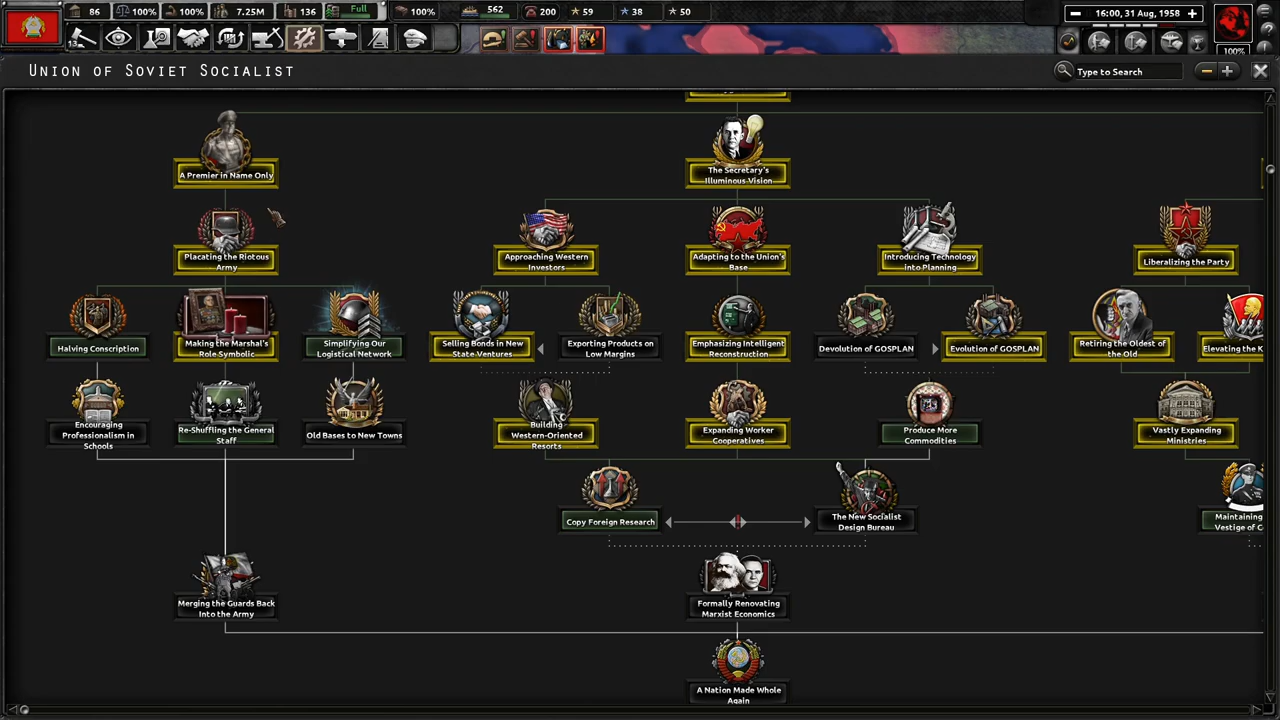 86 100% 100% 7.25M 136 Full 100% 562 200 59 38 50
16:00, 31 Aug, 1958
13
100%
UNION OF SOVIET SOCIALIST
Type to Search
A Premier in Name Only
The Secretary's
Illuminous Vision
Placating the Riotous
Army
Approaching Western
Investors
Adapting to the Union's
Base
Introducing Technology
into Planning
Liberalizing the Party
Halving Conscription
Making the Marshal's
Role Symbolic
Simplifying Our
Logistical Network
Selling Bonds in New
State Ventures
Exporting Products on
Low Margins
Emphasizing Intelligent
Reconstruction
Devolution of GOSPLAN
Evolution of GOSPLAN
Retiring the Oldest of
the Old
Elevating the K
Encouraging
Professionalism in
Schools
Re-Shuffling the General
Staff
Old Bases to New Towns
Building
Western-Oriented
Resorts
Expanding Worker
Cooperatives
Produce More
Commodities
Vastly Expanding
Ministries
Copy Foreign Research
The New Socialist
Design Bureau
Maintaining
Vestige of C
Merging the Guards Back
Into the Army
Formally Renovating
Marxist Economics
A Nation Made Whole
Again